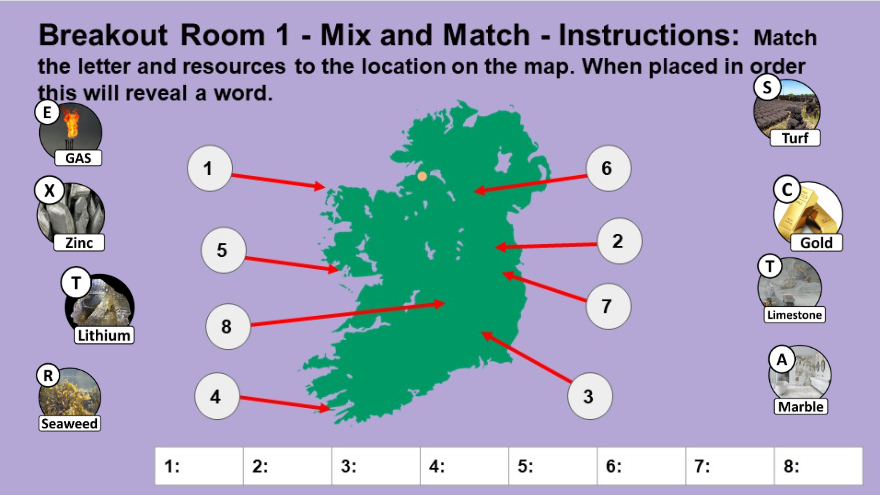 Breakout Room 1 - Mix and Match - Instructions: Match
the letter and resources to the location on the map. When placed in order
this will reveal a word.
E
GAS
S
Turf
1
6
X
Zinc
C
Gold
5
2
T
Lithium
T
Limestone
8
7
R
Seaweed
A
Marble
4
3
1: 2: 3: 4: 5: 6: 7: 8: